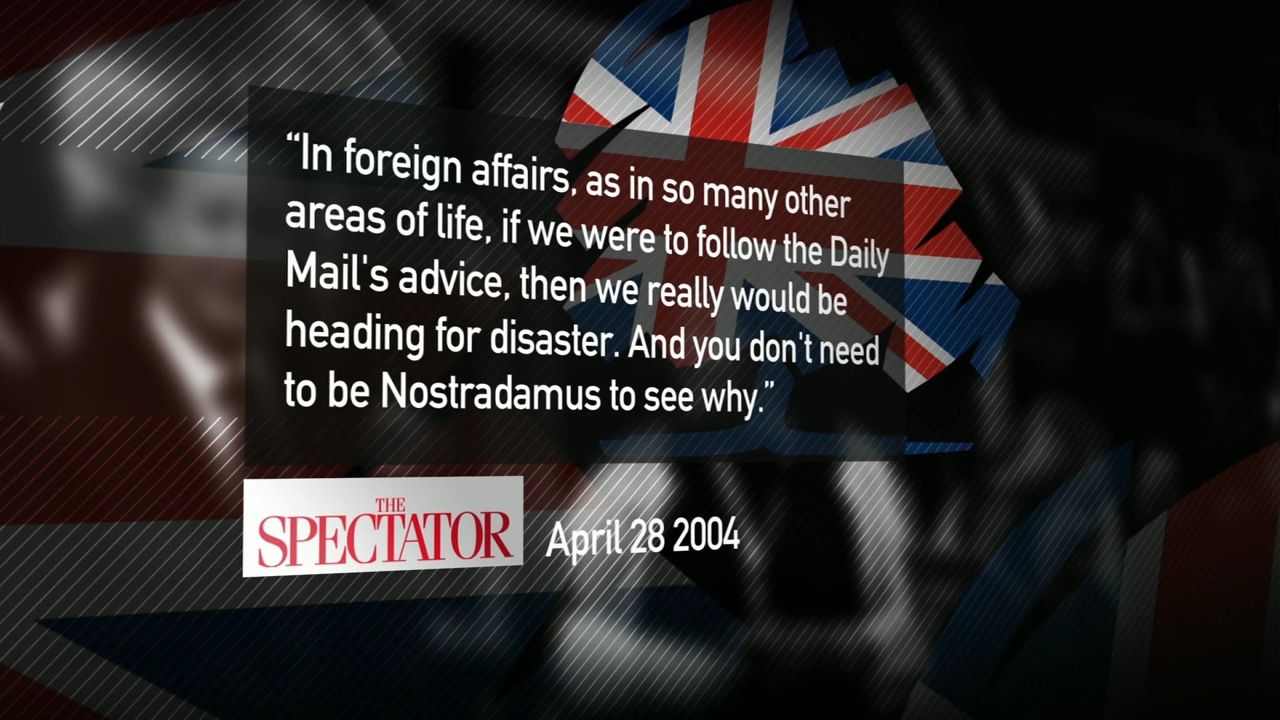 “In foreign affairs, as in so many other
areas of life, if we were to follow the Daily
Mail's advice, then we really would be
heading for disaster. And you don't need
to be Nostradamus to see why.”
THE
SPECTATOR
April 28 2004